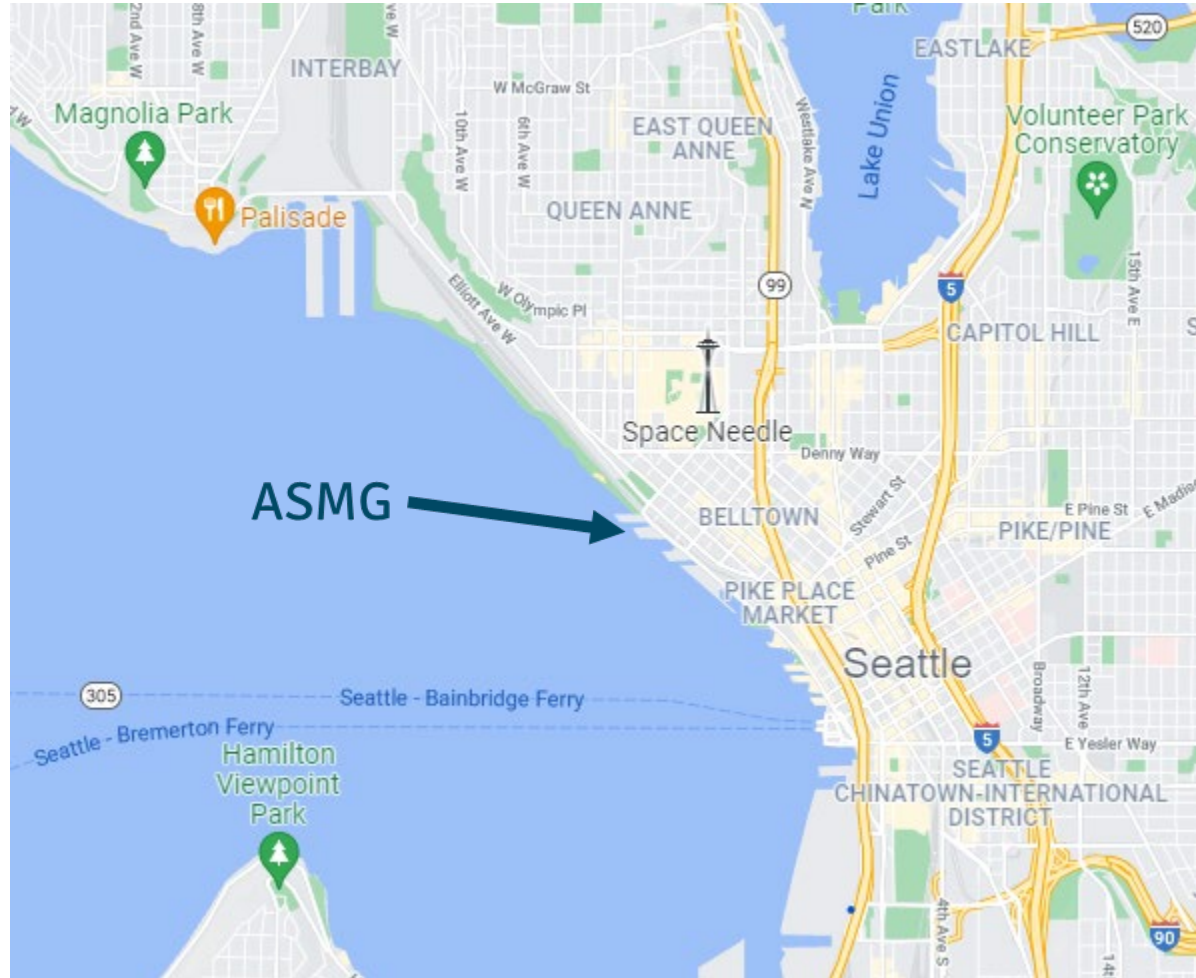 Park
520
2nd Ave W
8th Ave W
ve W
EASTLAKE
INTERBAY
W McGraw St
Magnolia Park
10th Ave W
6th Ave W
EAST QUEEN
ANNE
Westlake Ave N
Lake Union
Volunteer Park
Conservatory
Palisade
QUEEN ANNE
15th Ave E
Elliott Ave W
W Olympic Pl
99
5
CAPITOL HILL
S
Space Needle
Denny Way
ASMG
BELLTOWN
Stewart St
Pine St
E Pine St
E Madis
PIKE/PINE
PIKE PLACE
MARKET
Seattle
Broadway
12th Ave
305
Seattle - Bainbridge Ferry
Seattle - Bremerton Ferry
5
E Yesler Way
Hamilton
Viewpoint
Park
SEATTLE
CHINATOWN-INTERNATIONAL
DISTRICT
4th Ave S
14t
90